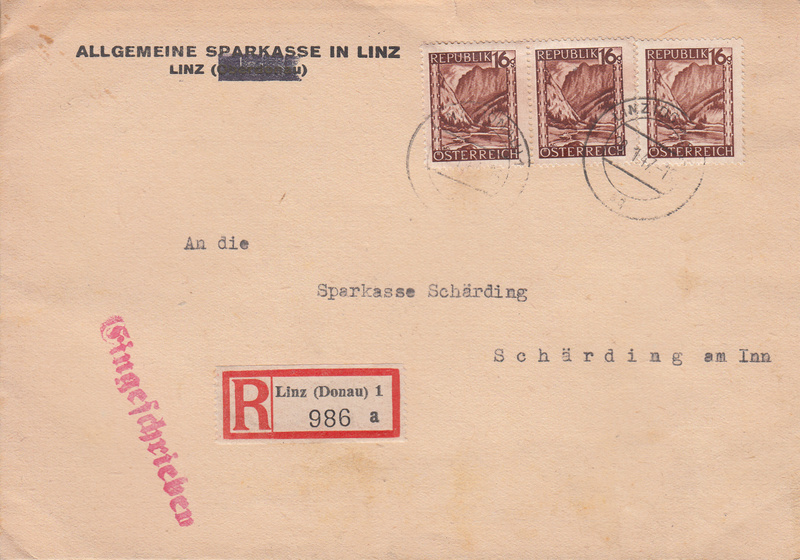 ALLGEMEINE SPARKASSE IN LINZ
LINZ
REPUBLIK 16g
ÖSTERREICH
REPUBLIK 16g
ÖSTERREICH
REPUBLIK 16g
ÖSTERREICH
LINZ
An die
Sparkasse Schärding
Schärding am Inn
Eingeschrieben
R
Linz (Donau) 1
986 a